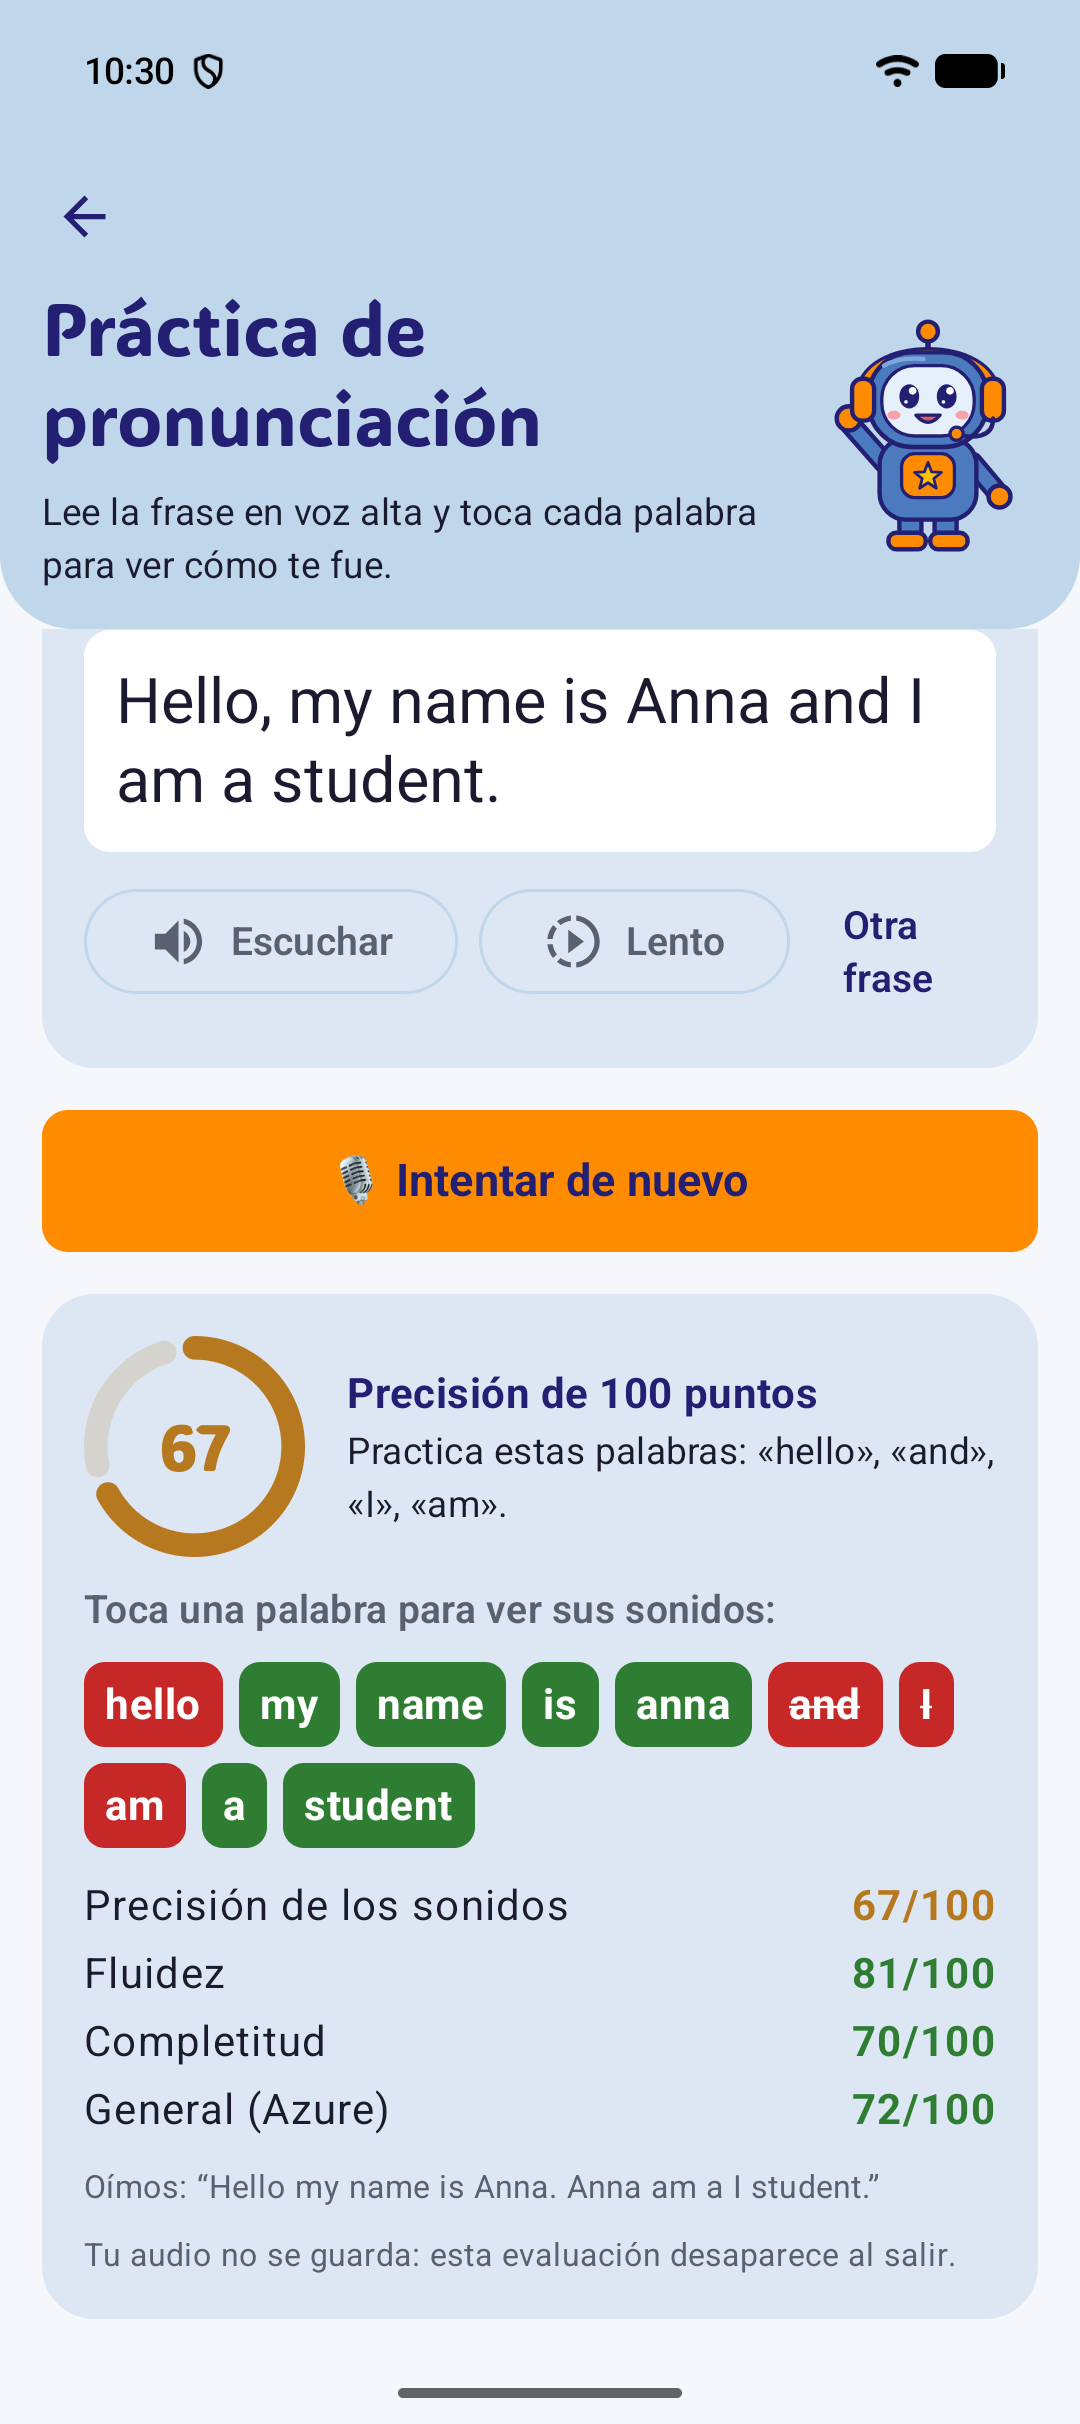 10:30
Práctica de
pronunciación
Lee la frase en voz alta y toca cada palabra
para ver cómo te fue.
Hello, my name is Anna and I
am a student.
Escuchar
Lento
Otra
frase
Intentar de nuevo
67
Precisión de 100 puntos
Practica estas palabras: «hello», «and»,
«I», «am».
Toca una palabra para ver sus sonidos:
hello my name is anna and I
am a student
Precisión de los sonidos 67/100
Fluidez 81/100
Completitud 70/100
General (Azure) 72/100
Oímos: “Hello my name is Anna. Anna am a I student.”
Tu audio no se guarda: esta evaluación desaparece al salir.